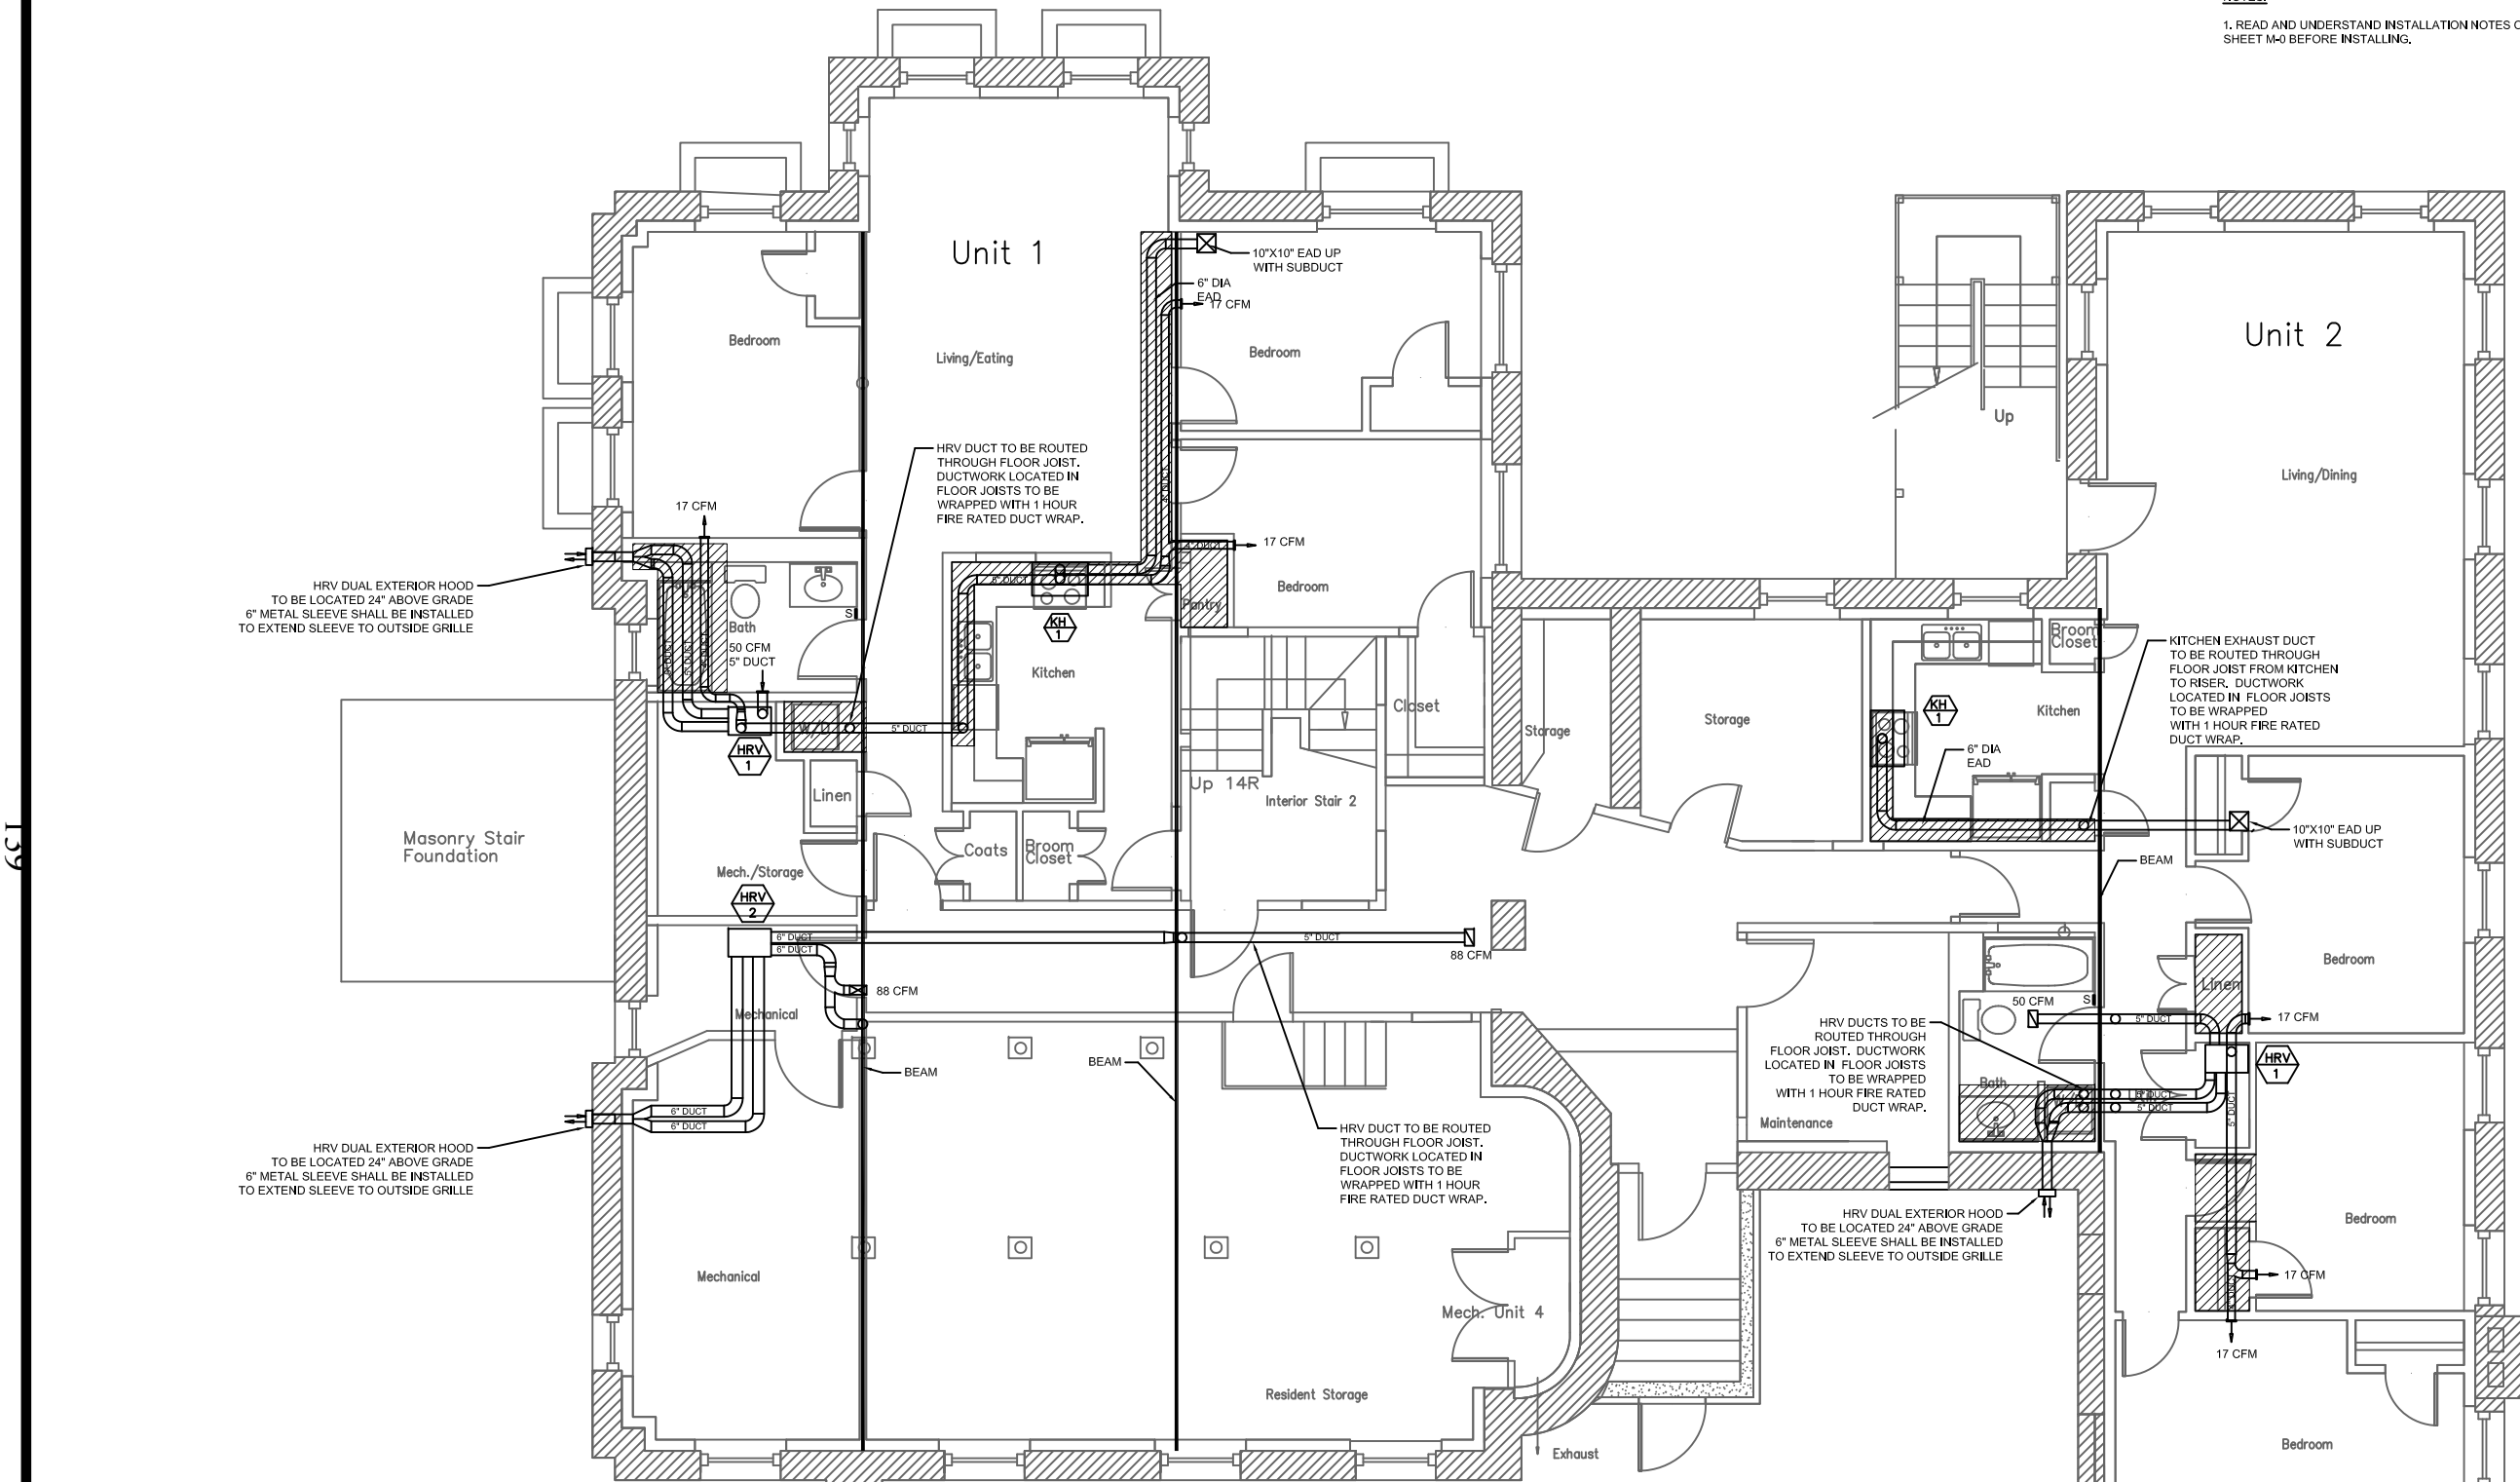 1. READ AND UNDERSTAND INSTALLATION NOTES
SHEET M-0 BEFORE INSTALLING.
Unit 1
10"X10" EAD UP
WITH SUBDUCT
6" DIA
EAD
17 CFM
Bedroom
Living/Eating
Bedroom
Unit 2
Up
Living/Dining
HRV DUCT TO BE ROUTED
THROUGH FLOOR JOIST.
DUCTWORK LOCATED IN
FLOOR JOISTS TO BE
WRAPPED WITH 1 HOUR
FIRE RATED DUCT WRAP.
17 CFM
4" DUCT
17 CFM
4" DUCT
HRV DUAL EXTERIOR HOOD
TO BE LOCATED 24" ABOVE GRADE
6" METAL SLEEVE SHALL BE INSTALLED
TO EXTEND SLEEVE TO OUTSIDE GRILLE
5" DUCT
Bedroom
Pantry
S
Bath
50 CFM
5" DUCT
5" DUCT
KH
1
Kitchen
Broom
Closet
KITCHEN EXHAUST DUCT
TO BE ROUTED THROUGH
FLOOR JOIST FROM KITCHEN
TO RISER. DUCTWORK
LOCATED IN FLOOR JOISTS
TO BE WRAPPED
WITH 1 HOUR FIRE RATED
DUCT WRAP.
Closet
Storage
Storage
KH
1
Kitchen
W/D
5" DUCT
HRV
1
6" DIA
EAD
Linen
Up 14R
Interior Stair 2
139
Masonry Stair
Foundation
Coats
Broom
Closet
10"X10" EAD UP
WITH SUBDUCT
BEAM
Mech./Storage
HRV
2
6" DUCT
6" DUCT
5" DUCT
88 CFM
88 CFM
Bedroom
Linen
Mechanical
50 CFM
S
5" DUCT
17 CFM
HRV DUCTS TO BE
ROUTED THROUGH
FLOOR JOIST. DUCTWORK
LOCATED IN FLOOR JOISTS
TO BE WRAPPED
WITH 1 HOUR FIRE RATED
DUCT WRAP.
BEAM
BEAM
HRV
1
Bath
5" DUCT
5" DUCT
5" DUCT
6" DUCT
6" DUCT
Maintenance
HRV DUCT TO BE ROUTED
THROUGH FLOOR JOIST.
DUCTWORK LOCATED IN
FLOOR JOISTS TO BE
WRAPPED WITH 1 HOUR
FIRE RATED DUCT WRAP.
HRV DUAL EXTERIOR HOOD
TO BE LOCATED 24" ABOVE GRADE
6" METAL SLEEVE SHALL BE INSTALLED
TO EXTEND SLEEVE TO OUTSIDE GRILLE
HRV DUAL EXTERIOR HOOD
TO BE LOCATED 24" ABOVE GRADE
6" METAL SLEEVE SHALL BE INSTALLED
TO EXTEND SLEEVE TO OUTSIDE GRILLE
Bedroom
Mechanical
17 CFM
Mech. Unit 4
17 CFM
Resident Storage
Exhaust
Bedroom